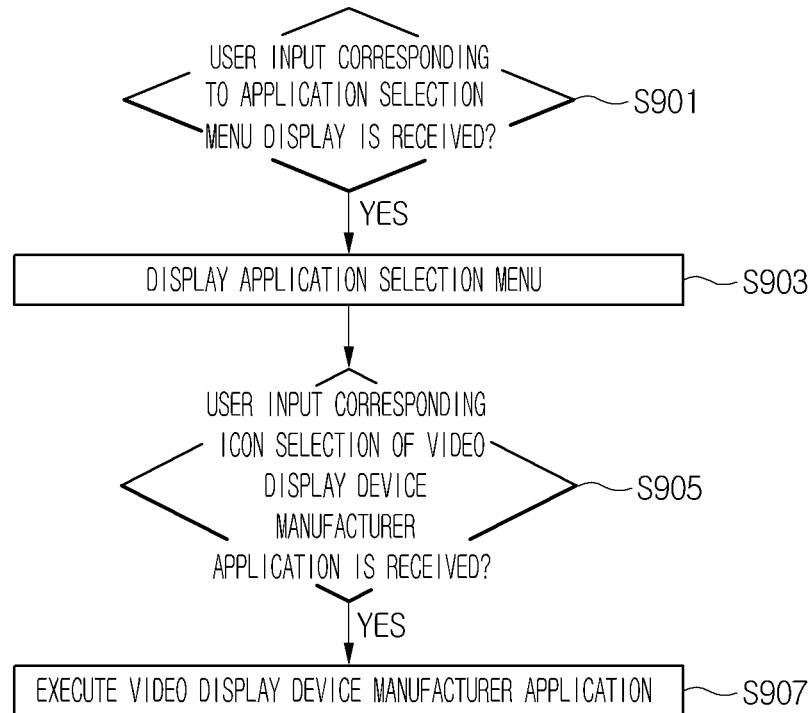 USER INPUT CORRESPONDING
TO APPLICATION SELECTION
MENU DISPLAY IS RECEIVED?
S901
YES
DISPLAY APPLICATION SELECTION MENU
S903
USER INPUT CORRESPONDING
ICON SELECTION OF VIDEO
DISPLAY DEVICE
MANUFACTURER
APPLICATION IS RECEIVED?
S905
YES
EXECUTE VIDEO DISPLAY DEVICE MANUFACTURER APPLICATION
S907